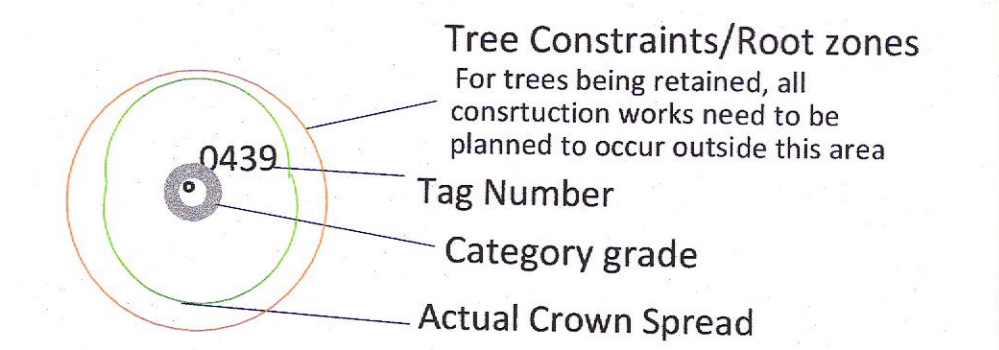 Tree Constraints/Root zones
For trees being retained, all
consrtuction works need to be
planned to occur outside this area
0439
Tag Number
Category grade
Actual Crown Spread